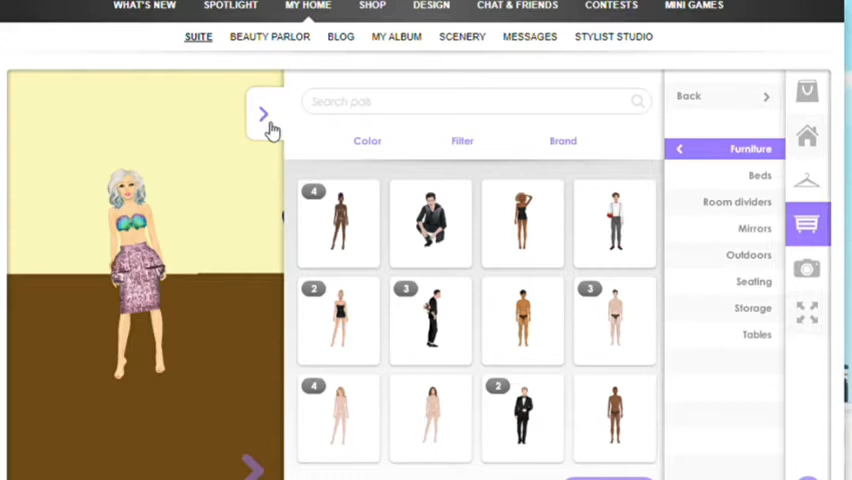 WHAT'S NEW SPOTLIGHT MY HOME SHOP DESIGN CHAT & FRIENDS CONTESTS MINI GAMES
SUITE BEAUTY PARLOR BLOG MY ALBUM SCENERY MESSAGES STYLIST STUDIO
Search pals
Color Filter Brand
4
2
3
3
4
2
Back
Furniture
Beds
Room dividers
Mirrors
Outdoors
Seating
Storage
Tables